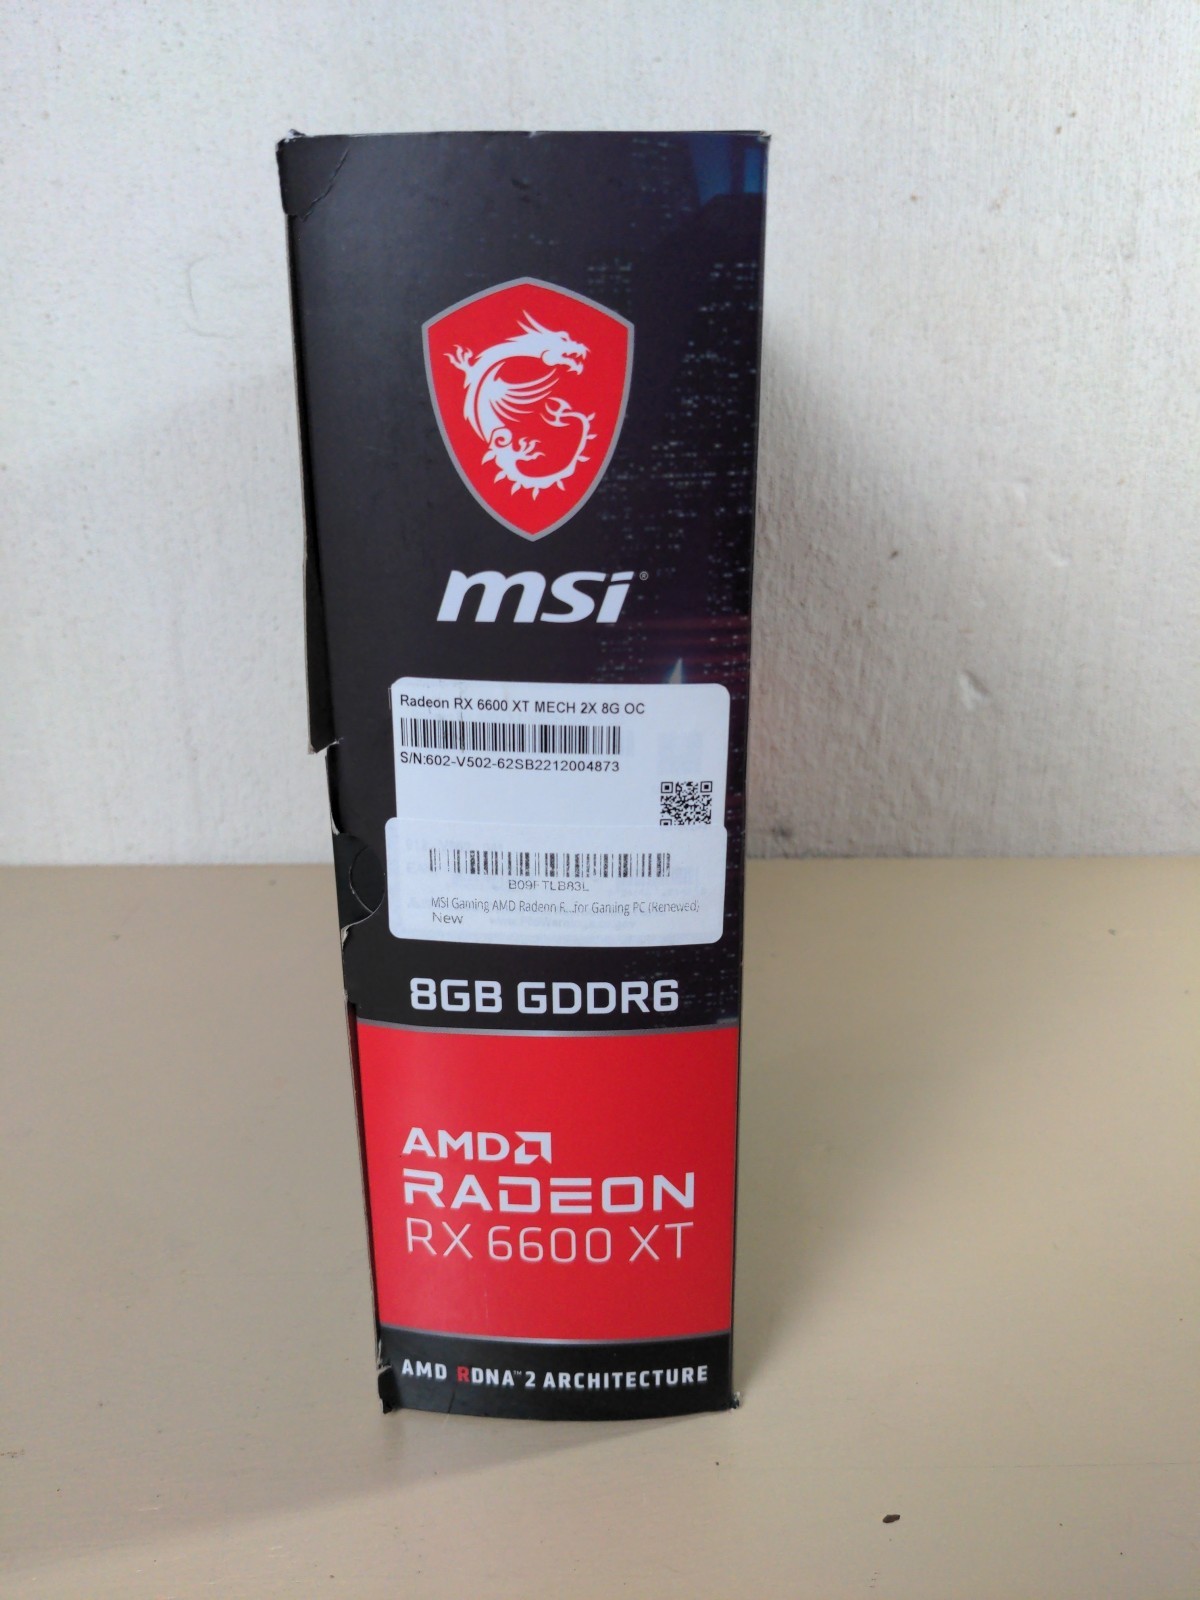 msi®
Radeon RX 6600 XT MECH 2X 8G OC
S/N:602-V502-62SB2212004873
B09FTLB83L
MSI Gaming AMD Radeon R...for Gaming PC (Renewed)
New
8GB GDDR6
AMD
RADEON
RX 6600 XT
AMD RDNA™ 2 ARCHITECTURE